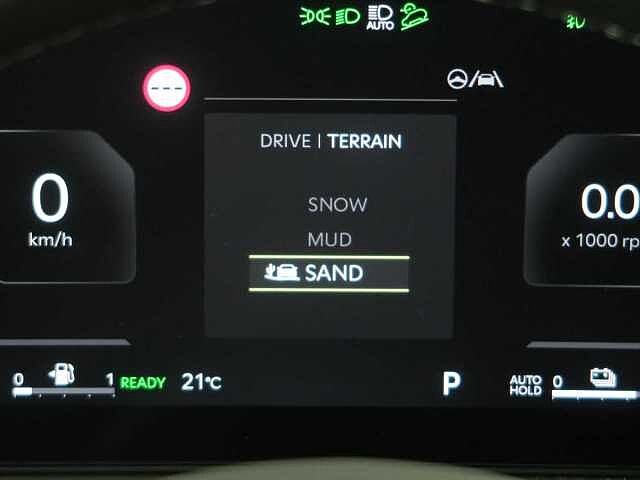 AUTO
---
DRIVE | TERRAIN
SNOW
0
km/h
0.0
x 1000 rp
MUD
SAND
0 1 READY 21°C P AUTO HOLD 0